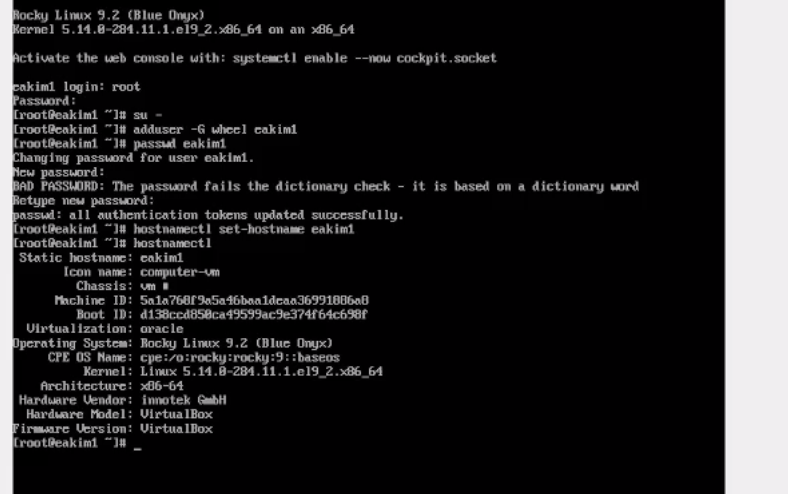 Rocky Linux 9.2 (Blue Onyx)
Kernel 5.14.0-284.11.1.el9_2.x86_64 on an x86_64
Activate the web console with: systemctl enable --now cockpit.socket
eakim1 login: root
Password:
[root@eakim1 ~]# su -
[root@eakim1 ~]# adduser -G wheel eakim1
[root@eakim1 ~]# passwd eakim1
Changing password for user eakim1.
New password:
BAD PASSWORD: The password fails the dictionary check - it is based on a dictionary word
Retype new password:
passwd: all authentication tokens updated successfully.
[root@eakim1 ~]# hostnamectl set-hostname eakim1
[root@eakim1 ~]# hostnamectl
Static hostname: eakim1
Icon name: computer-vm
Chassis: vm
Machine ID:
Boot ID:
Virtualization: oracle
Operating System: Rocky Linux 9.2 (Blue Onyx)
CPE OS Name: cpe:/o:rocky:rocky:9::baseos
Kernel: Linux 5.14.0-284.11.1.el9_2.x86_64
Architecture: x86-64
Hardware Vendor: innotek GmbH
Hardware Model: VirtualBox
Firmware Version: VirtualBox
[root@eakim1 ~]# _